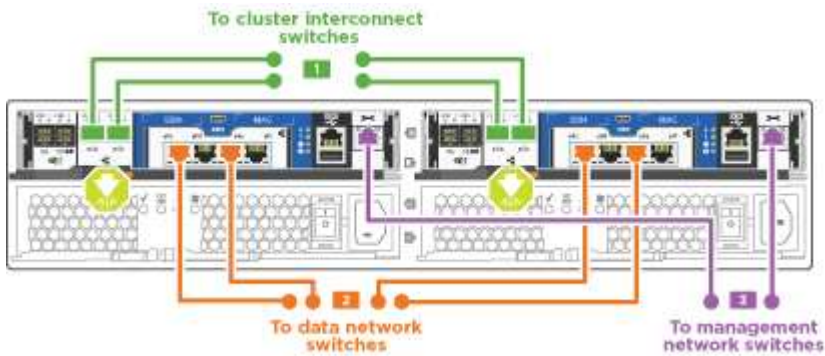 To cluster interconnect
switches
1
2
3
To data network
switches
To management
network switches